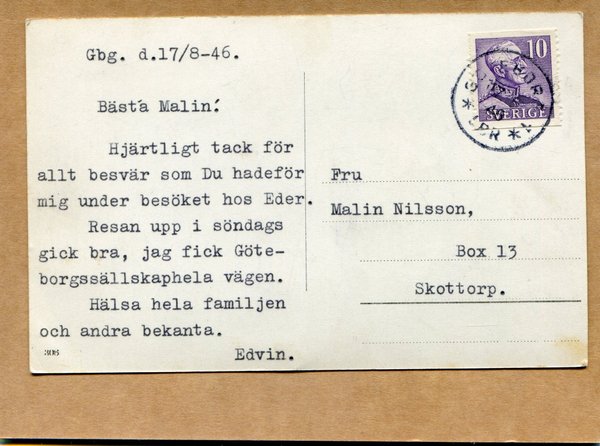 Gbg. d.17/8-46.
Bästa Malin!
Hjärtligt tack för
allt besvär som Du hadeför
mig under besöket hos Eder.
Resan upp i söndags
gick bra, jag fick Göte-
borgssällskaphela vägen.
Hälsa hela familjen
och andra bekanta.
Edvin.
308
10
SVERIGE
LBR
Fru
Malin Nilsson,
Box 13
Skottorp.